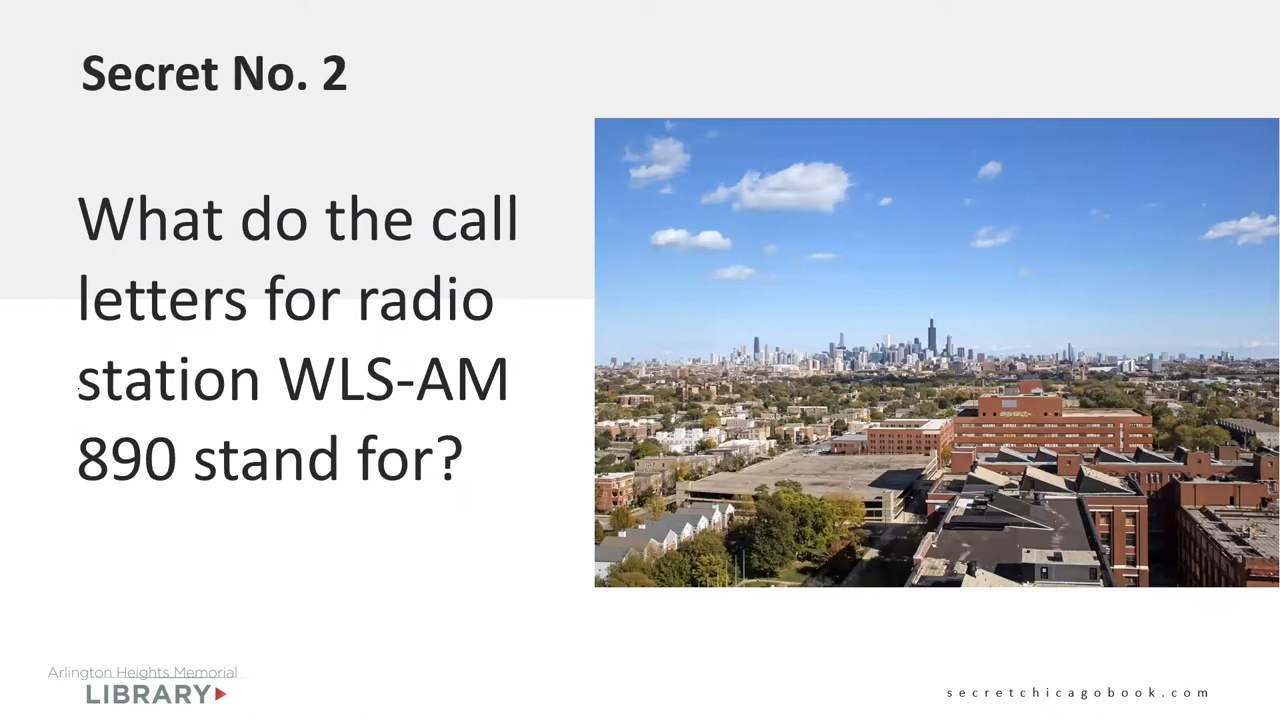 Secret No. 2
What do the call
letters for radio
station WLS-AM
890 stand for?
Arlington Heights Memorial
LIBRARY
secretchicagobook.com